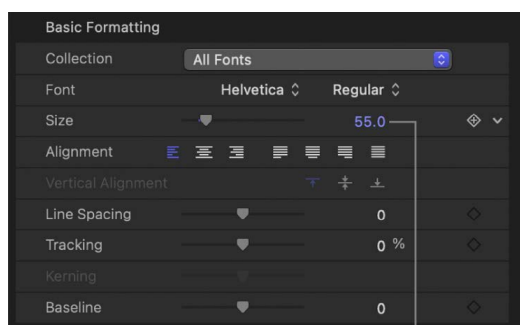 Basic Formatting
Collection All Fonts
Font Helvetica Regular
Size 55.0
Alignment
Vertical Alignment
Line Spacing 0
Tracking 0 %
Kerning
Baseline 0